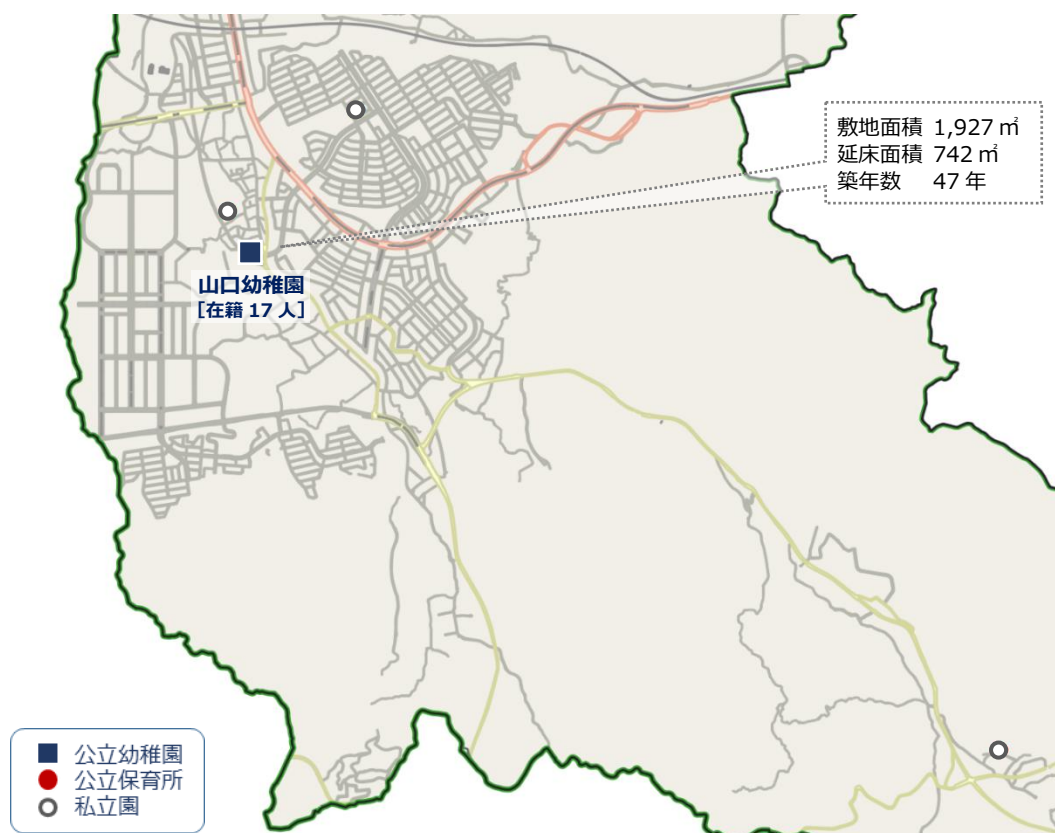 敷地面積 1,927 ㎡
延床面積 742 ㎡
築年数 47 年
山口幼稚園
[在籍 17 人]
公立幼稚園
公立保育所
私立園